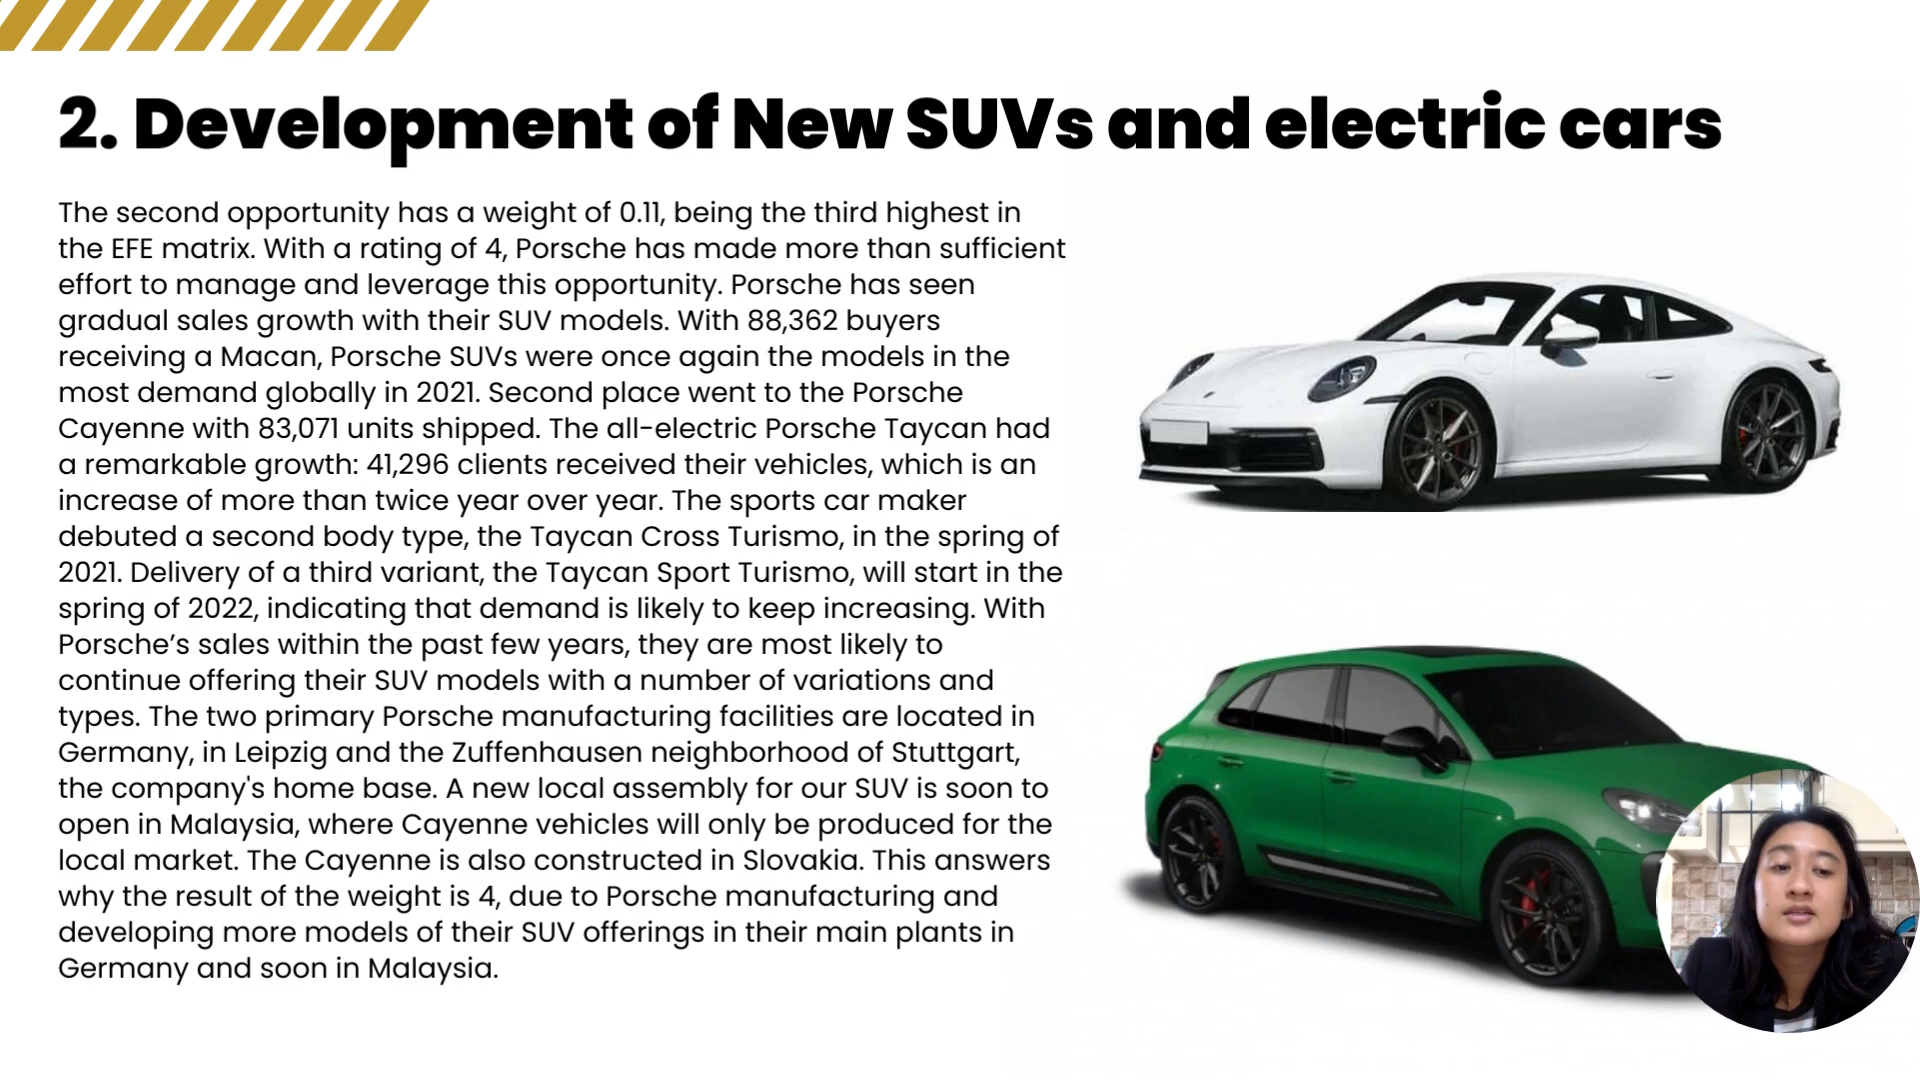 2. Development of New SUVs and electric cars
The second opportunity has a weight of 0.11, being the third highest in
the EFE matrix. With a rating of 4, Porsche has made more than sufficient
effort to manage and leverage this opportunity. Porsche has seen
gradual sales growth with their SUV models. With 88,362 buyers
receiving a Macan, Porsche SUVs were once again the models in the
most demand globally in 2021. Second place went to the Porsche
Cayenne with 83,071 units shipped. The all-electric Porsche Taycan had
a remarkable growth: 41,296 clients received their vehicles, which is an
increase of more than twice year over year. The sports car maker
debuted a second body type, the Taycan Cross Turismo, in the spring of
2021. Delivery of a third variant, the Taycan Sport Turismo, will start in the
spring of 2022, indicating that demand is likely to keep increasing. With
Porsche’s sales within the past few years, they are most likely to
continue offering their SUV models with a number of variations and
types. The two primary Porsche manufacturing facilities are located in
Germany, in Leipzig and the Zuffenhausen neighborhood of Stuttgart,
the company's home base. A new local assembly for our SUV is soon to
open in Malaysia, where Cayenne vehicles will only be produced for the
local market. The Cayenne is also constructed in Slovakia. This answers
why the result of the weight is 4, due to Porsche manufacturing and
developing more models of their SUV offerings in their main plants in
Germany and soon in Malaysia.